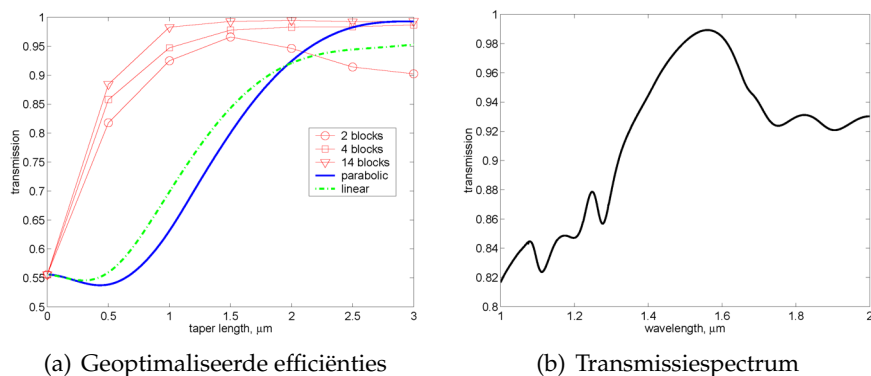 1
0.95
0.9
0.85
0.8
0.75
0.7
0.65
0.6
0.55
0.5
transmission
0 0.5 1 1.5 2 2.5 3
taper length, μm
2 blocks
4 blocks
14 blocks
parabolic
linear
(a) Geoptimaliseerde efficiënties
1
0.98
0.96
0.94
0.92
0.9
0.88
0.86
0.84
0.82
0.8
transmission
1 1.2 1.4 1.6 1.8 2
wavelength, μm
(b) Transmissiespectrum